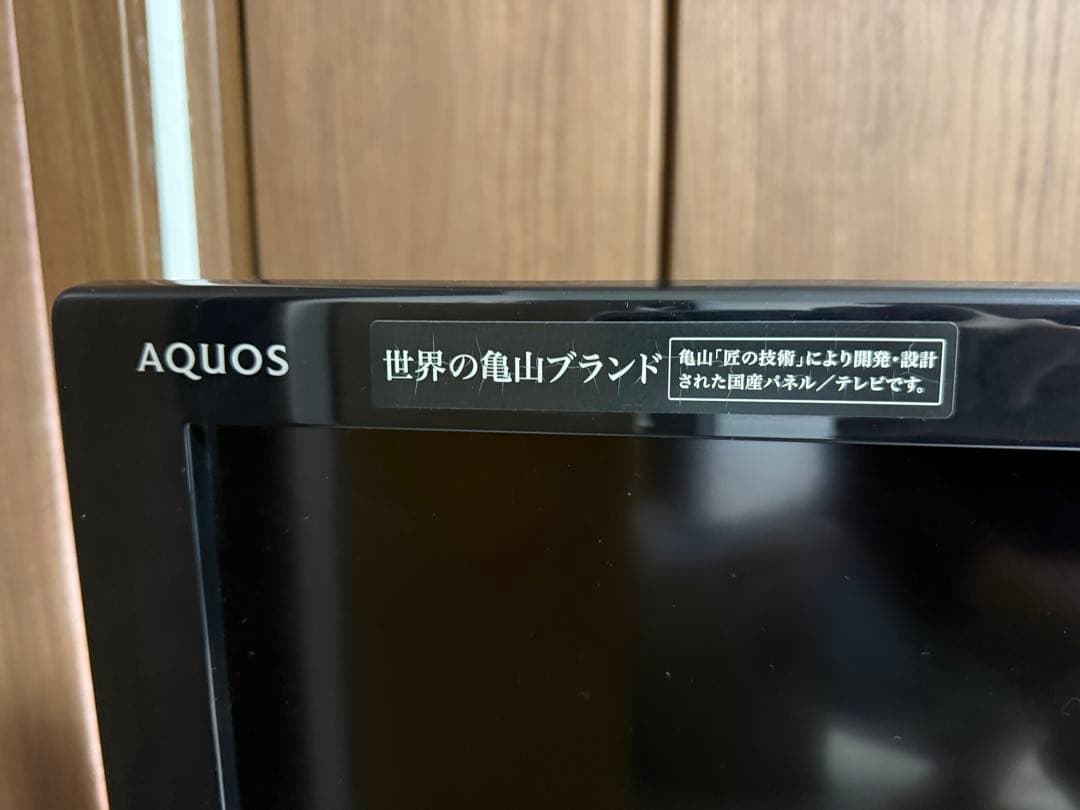 AQUOS
世界の亀山ブランド
亀山「匠の技術」により開発・設計
された国産パネル／テレビです。